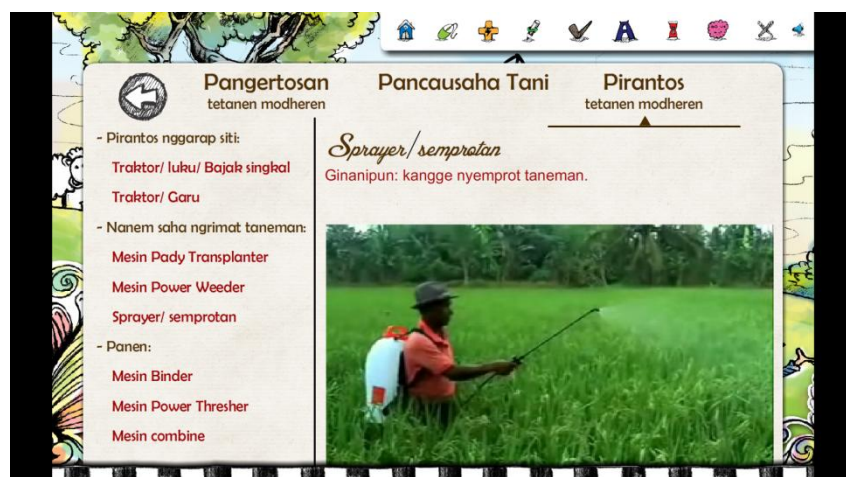 Pangertosan
tetanen modheren
Pancausaha Tani
Pirantos
tetanen modheren
- Pirantos nggarap siti:
Traktor/ luku/ Bajak singkal
Traktor/ Garu
- Nanem saha ngrimat taneman:
Mesin Pady Transplanter
Mesin Power Weeder
Sprayer/ semprotan
- Panen:
Mesin Binder
Mesin Power Thresher
Mesin combine
Sprayer/semprotan
Ginanipun: kangge nyemprot taneman.